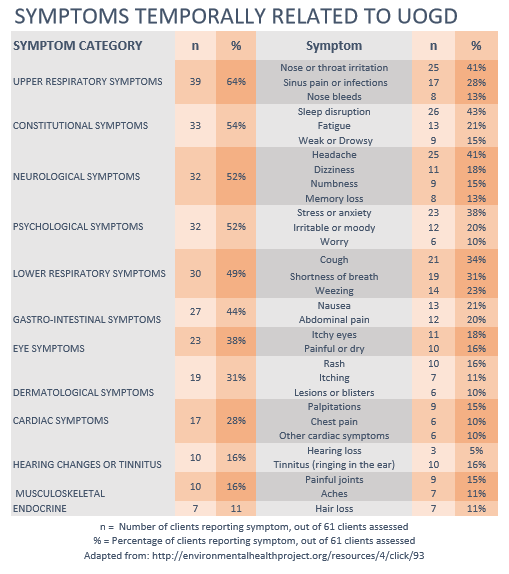 SYMPTOMS TEMPORALLY RELATED TO UOGD
SYMPTOM CATEGORY n % Symptom n %
UPPER RESPIRATORY SYMPTOMS 39 64% Nose or throat irritation 25 41%
Sinus pain or infections 17 28%
Nose bleeds 8 13%
CONSTITUTIONAL SYMPTOMS 33 54% Sleep disruption 26 43%
Fatigue 13 21%
Weak or Drowsy 9 15%
NEUROLOGICAL SYMPTOMS 32 52% Headache 25 41%
Dizziness 11 18%
Numbness 9 15%
Memory loss 8 13%
PSYCHOLOGICAL SYMPTOMS 32 52% Stress or anxiety 23 38%
Irritable or moody 12 20%
Worry 6 10%
LOWER RESPIRATORY SYMPTOMS 30 49% Cough 21 34%
Shortness of breath 19 31%
Weezing 14 23%
GASTRO-INTESTINAL SYMPTOMS 27 44% Nausea 13 21%
Abdominal pain 12 20%
EYE SYMPTOMS 23 38% Itchy eyes 11 18%
Painful or dry 10 16%
DERMATOLOGICAL SYMPTOMS 19 31% Rash 10 16%
Itching 7 11%
Lesions or blisters 6 10%
CARDIAC SYMPTOMS 17 28% Palpitations 9 15%
Chest pain 6 10%
Other cardiac symptoms 6 10%
HEARING CHANGES OR TINNITUS 10 16% Hearing loss 3 5%
Tinnitus (ringing in the ear) 10 16%
MUSCULOSKELETAL 10 16% Painful joints 9 15%
Aches 7 11%
ENDOCRINE 7 11 Hair loss 7 11%
n = Number of clients reporting symptom, out of 61 clients assessed
% = Percentage of clients reporting symptom, out of 61 clients assessed
Adapted from: http://environmentalhealthproject.org/resources/4/click/93